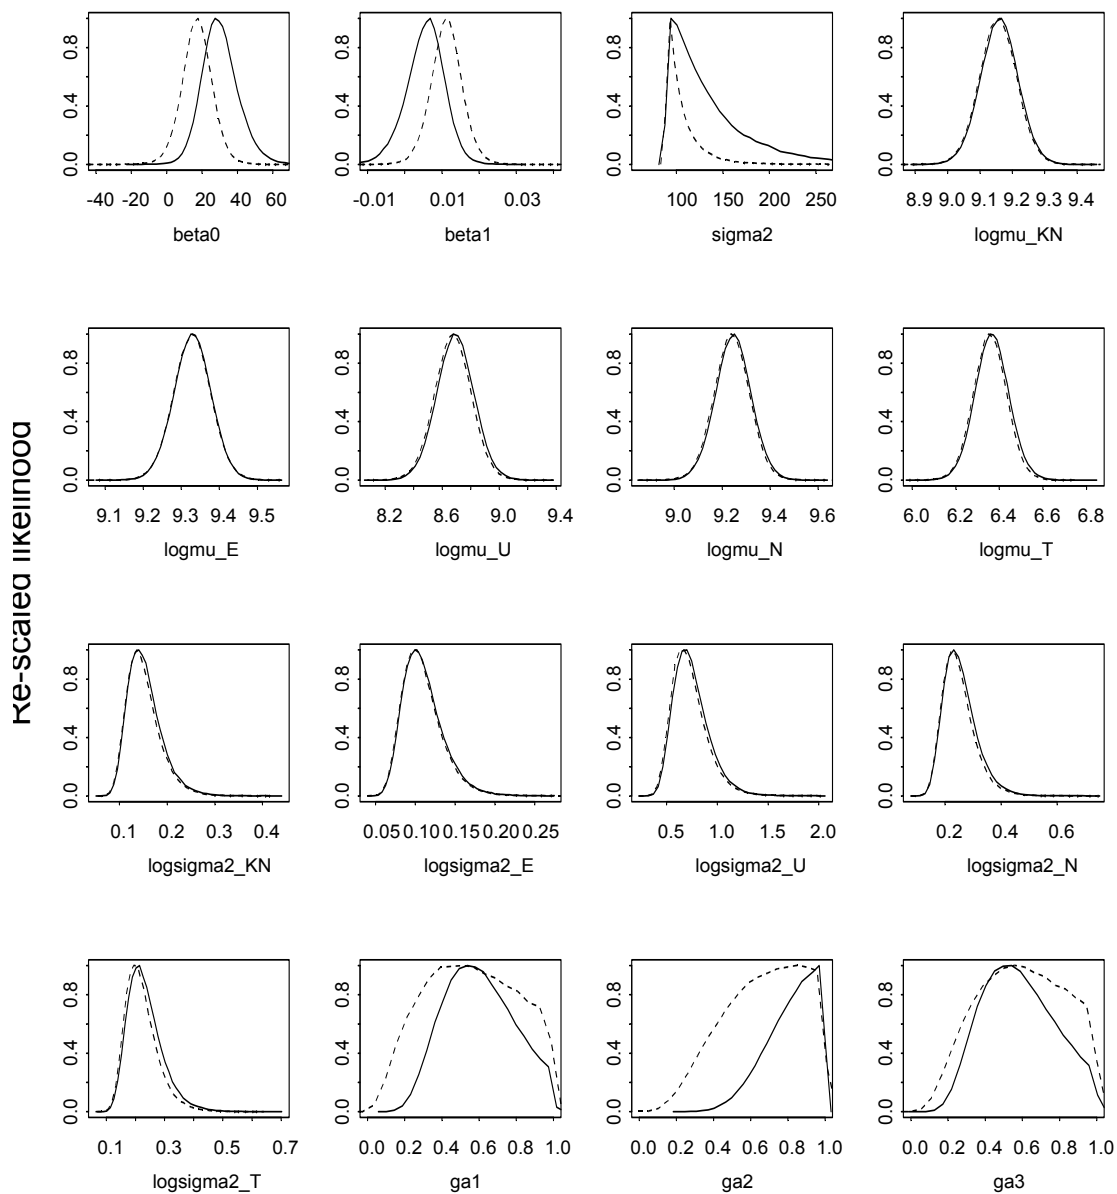 0.0 0.4 0.8
-40 -20 0 20 40 60
beta0
0.0 0.4 0.8
-0.01 0.01 0.03
beta1
0.0 0.4 0.8
100 150 200 250
sigma2
0.0 0.4 0.8
8.9 9.0 9.1 9.2 9.3 9.4
logmu_KN
Re-scaled likelihood
0.0 0.4 0.8
9.1 9.2 9.3 9.4 9.5
logmu_E
0.0 0.4 0.8
8.2 8.6 9.0 9.4
logmu_U
0.0 0.4 0.8
9.0 9.2 9.4 9.6
logmu_N
0.0 0.4 0.8
6.0 6.2 6.4 6.6 6.8
logmu_T
0.0 0.4 0.8
0.1 0.2 0.3 0.4
logsigma2_KN
0.0 0.4 0.8
0.05 0.10 0.15 0.20 0.25
logsigma2_E
0.0 0.4 0.8
0.5 1.0 1.5 2.0
logsigma2_U
0.0 0.4 0.8
0.2 0.4 0.6
logsigma2_N
0.0 0.4 0.8
0.1 0.3 0.5 0.7
logsigma2_T
0.0 0.4 0.8
0.0 0.2 0.4 0.6 0.8 1.0
ga1
0.0 0.4 0.8
0.0 0.2 0.4 0.6 0.8 1.0
ga2
0.0 0.4 0.8
0.0 0.2 0.4 0.6 0.8 1.0
ga3